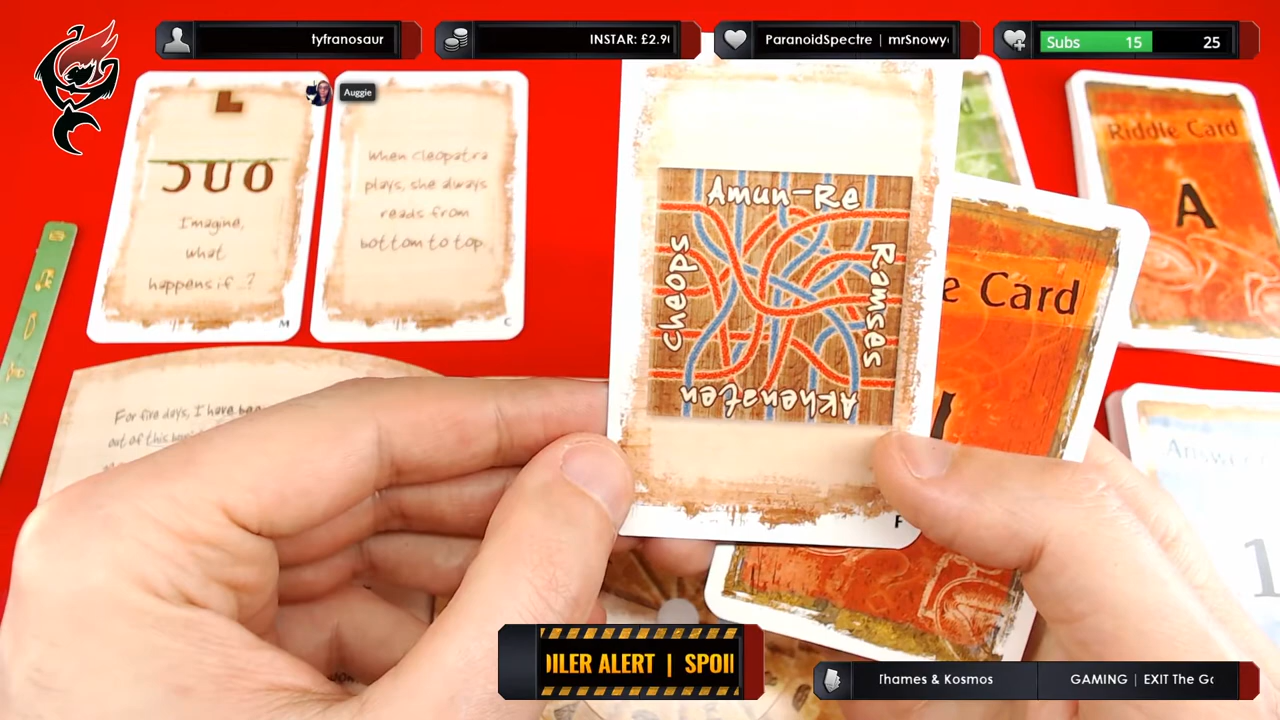 tyfranosaur
INSTAR: £2.9
ParanoidSpectre | mrSnowy
Subs 15 25
Auggie
OUC
Imagine,
what
happens if ..?
M
When Cleopatra
plays, she always
reads from
bottom to top.
C
Amun-Re
Cheops
Ramses
Akhenaten
F
Riddle Card
A
e Card
For five days, I have
out of this
1
ILER ALERT | SPOI
Thames & Kosmos
GAMING | EXIT The G